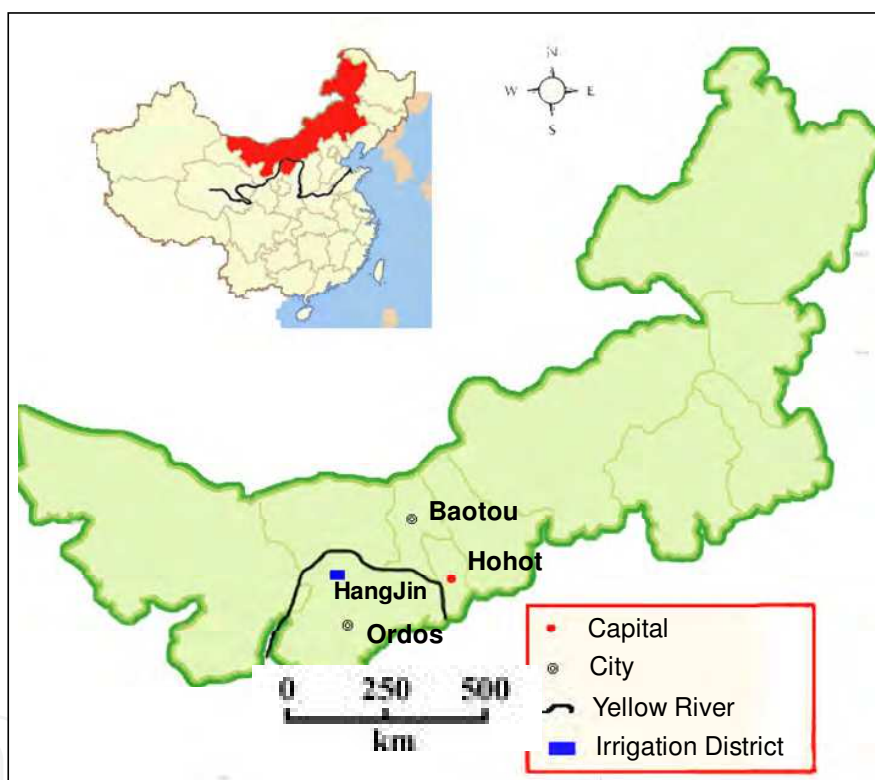 N
W E
S
Baotou
Hohot
HangJin
Ordos
0 250 500
km
Capital
City
Yellow River
Irrigation District